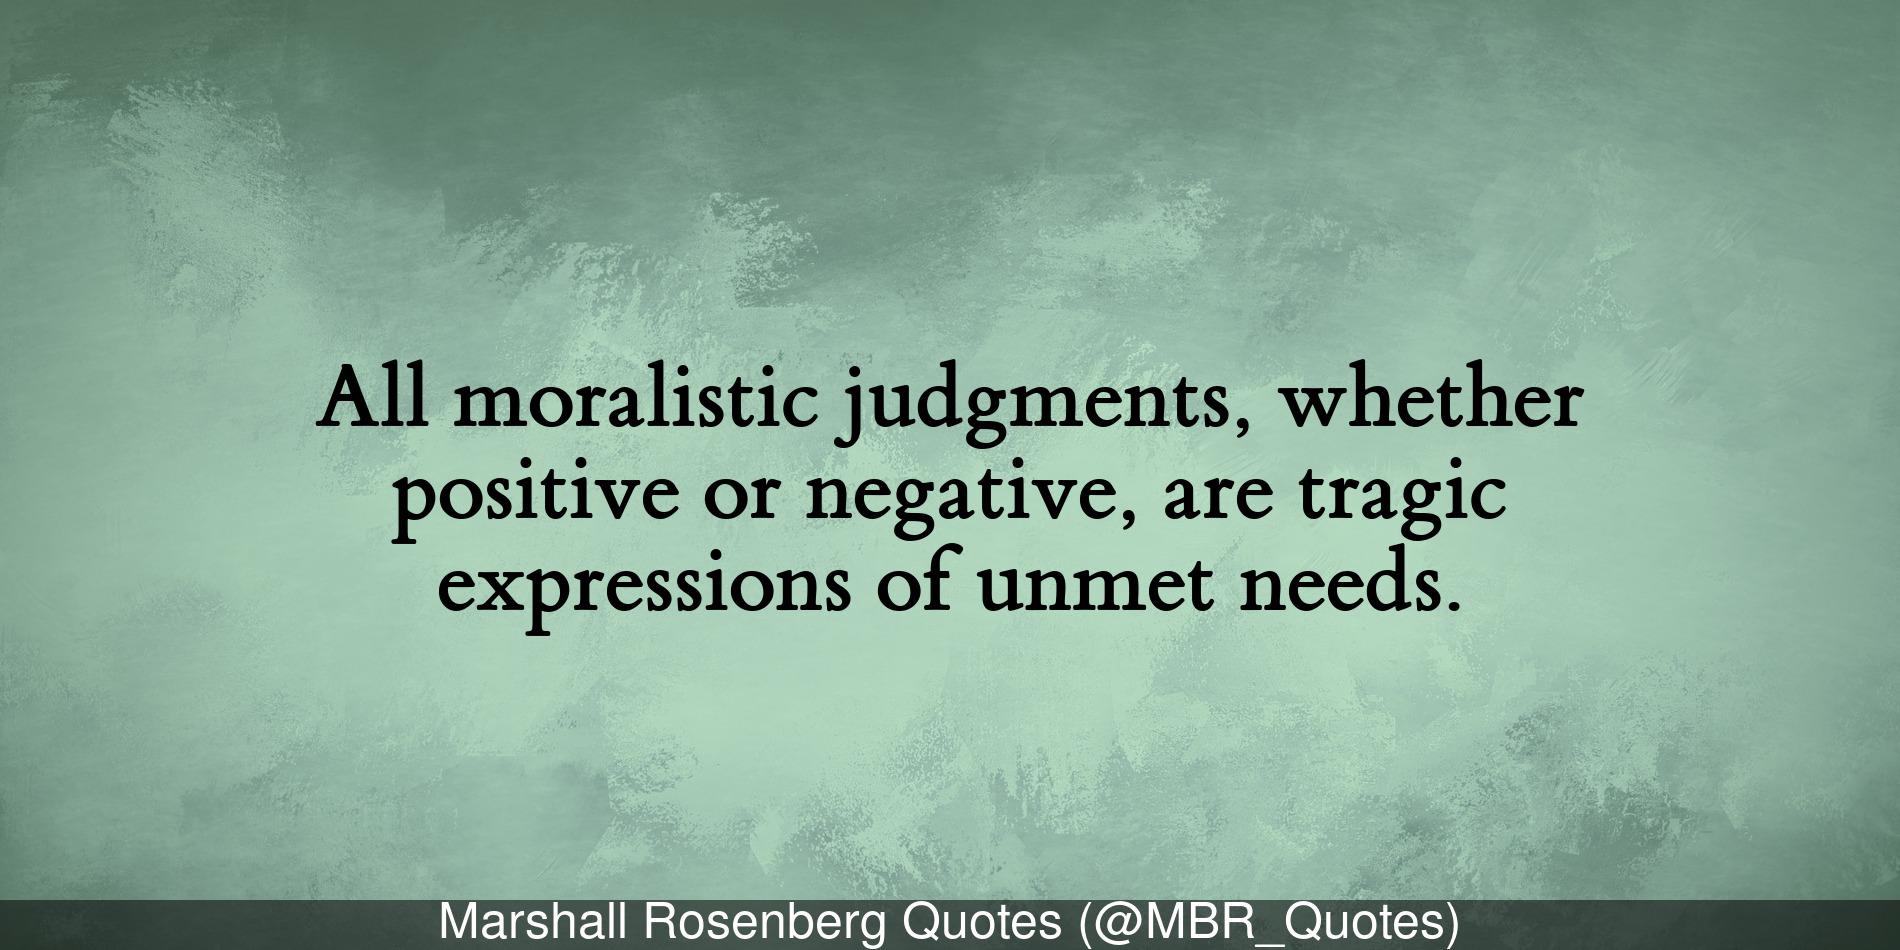 All moralistic judgments, whether
positive or negative, are tragic
expressions of unmet needs.
Marshall Rosenberg Quotes (@MBR_Quotes)